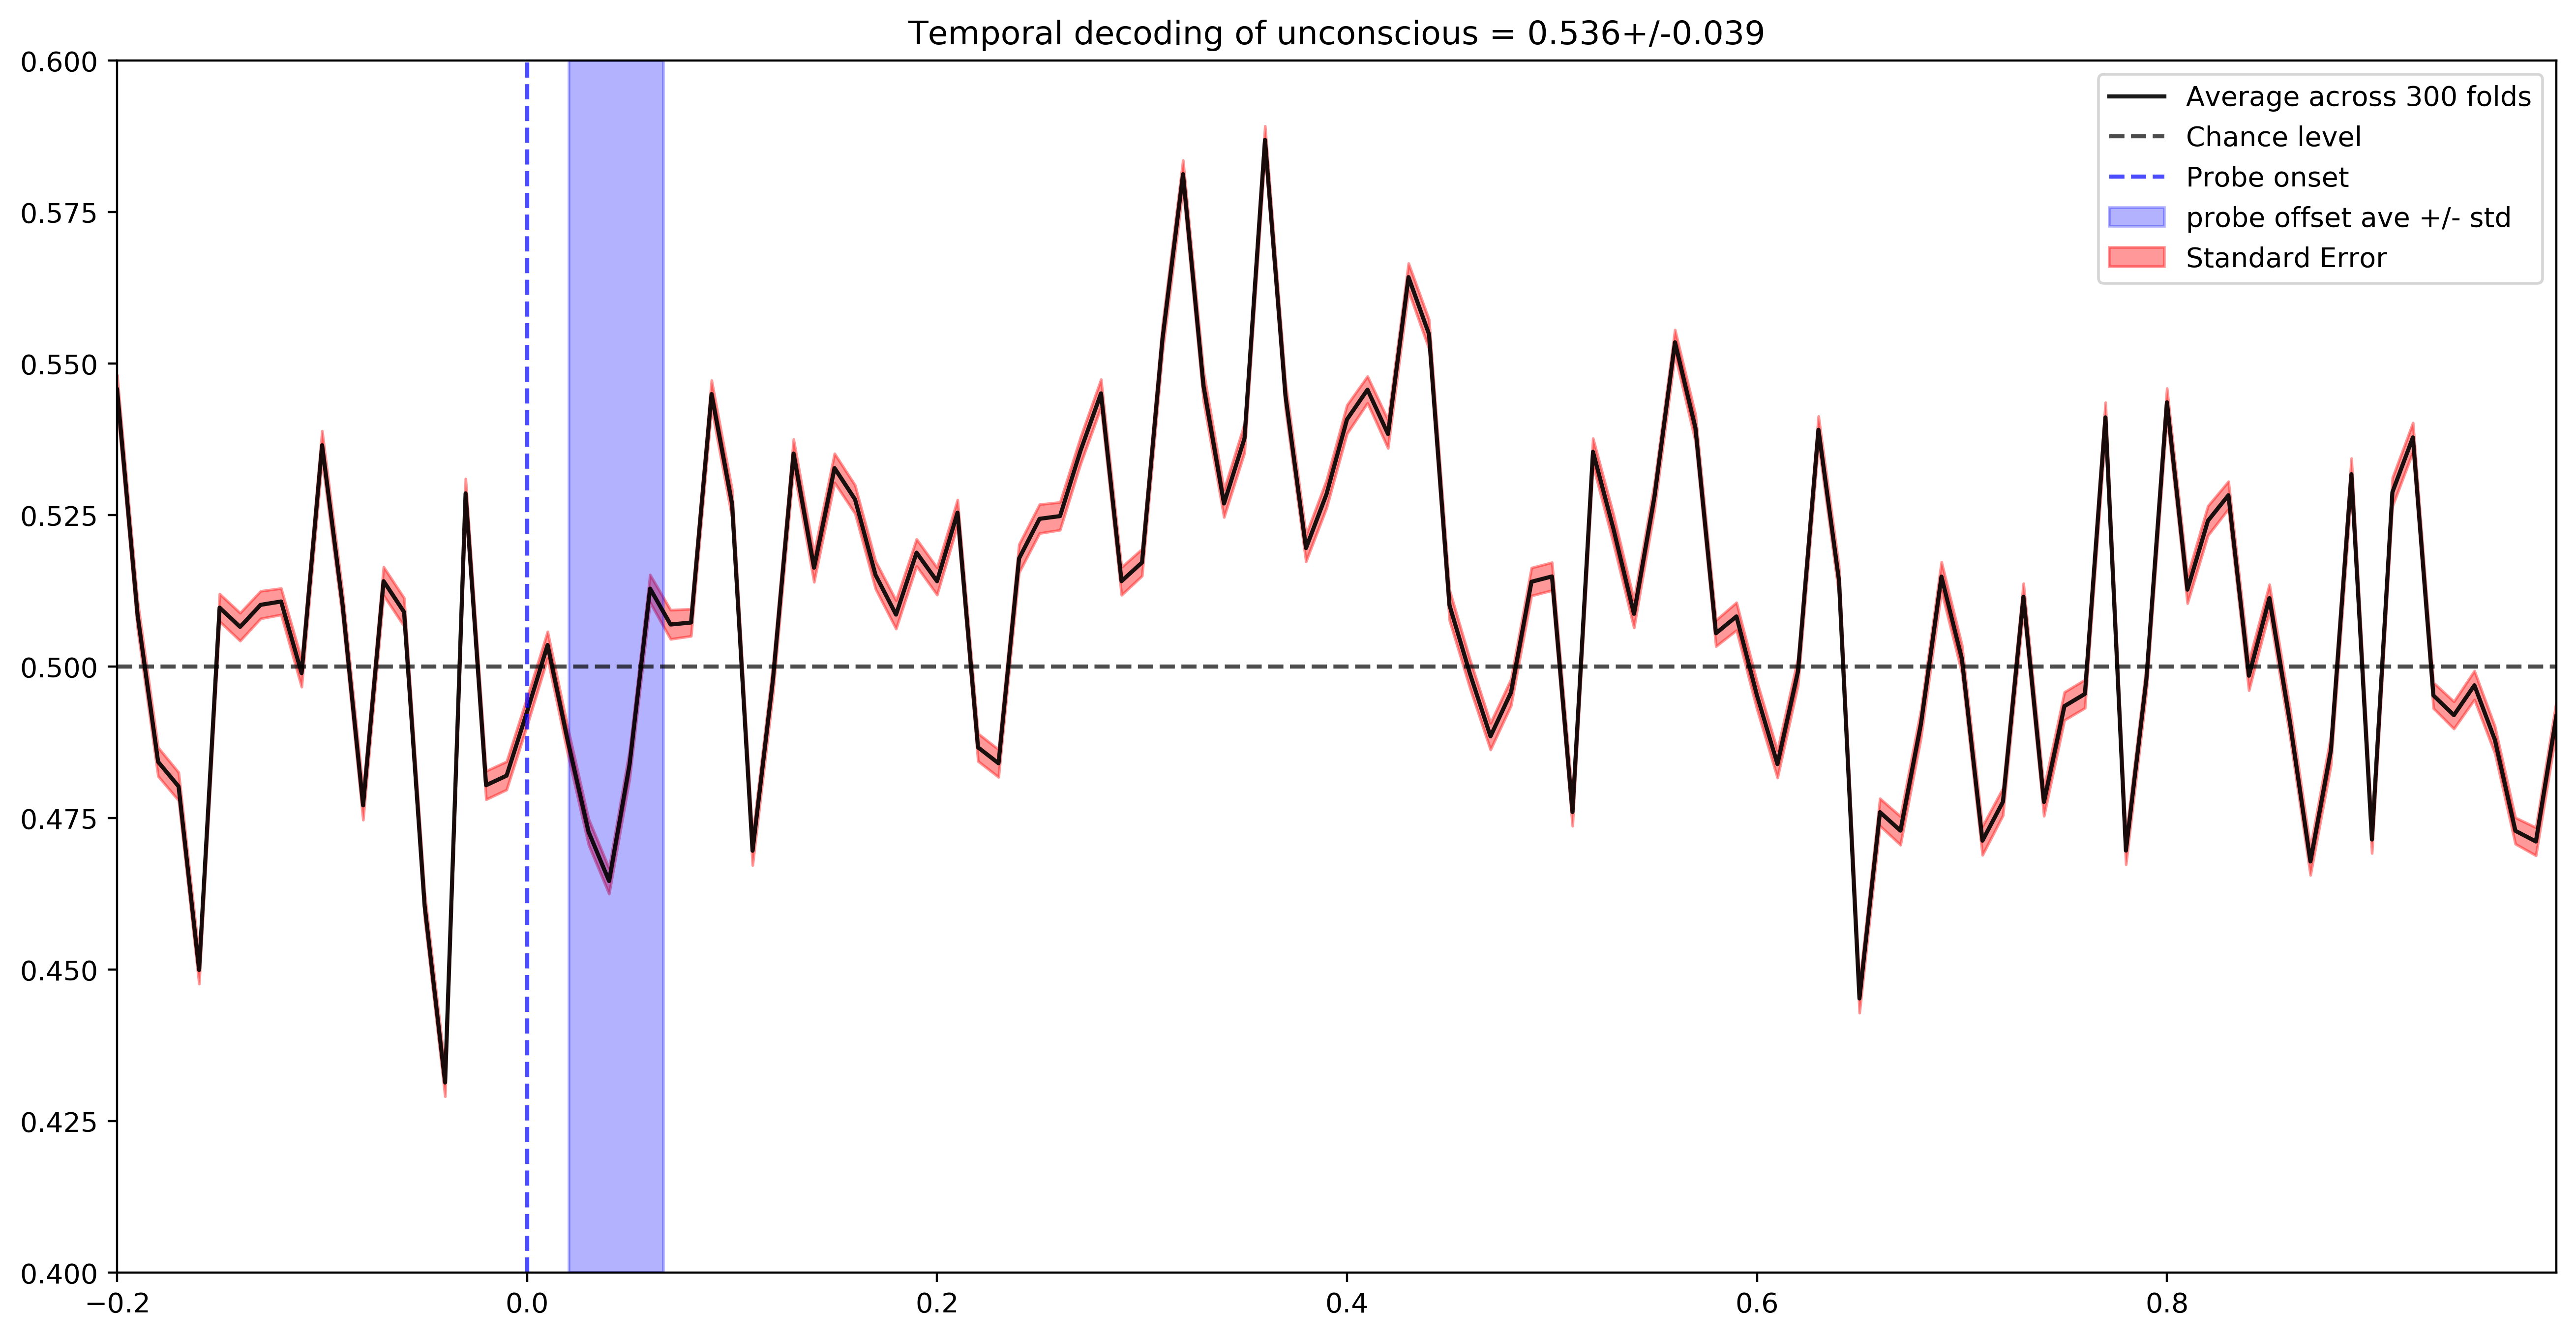 Temporal decoding of unconscious = 0.536+/-0.039
0.600
0.575
0.550
0.525
0.500
0.475
0.450
0.425
0.400
−0.2
0.0
0.2
0.4
0.6
0.8
Average across 300 folds
Chance level
Probe onset
probe offset ave +/- std
Standard Error